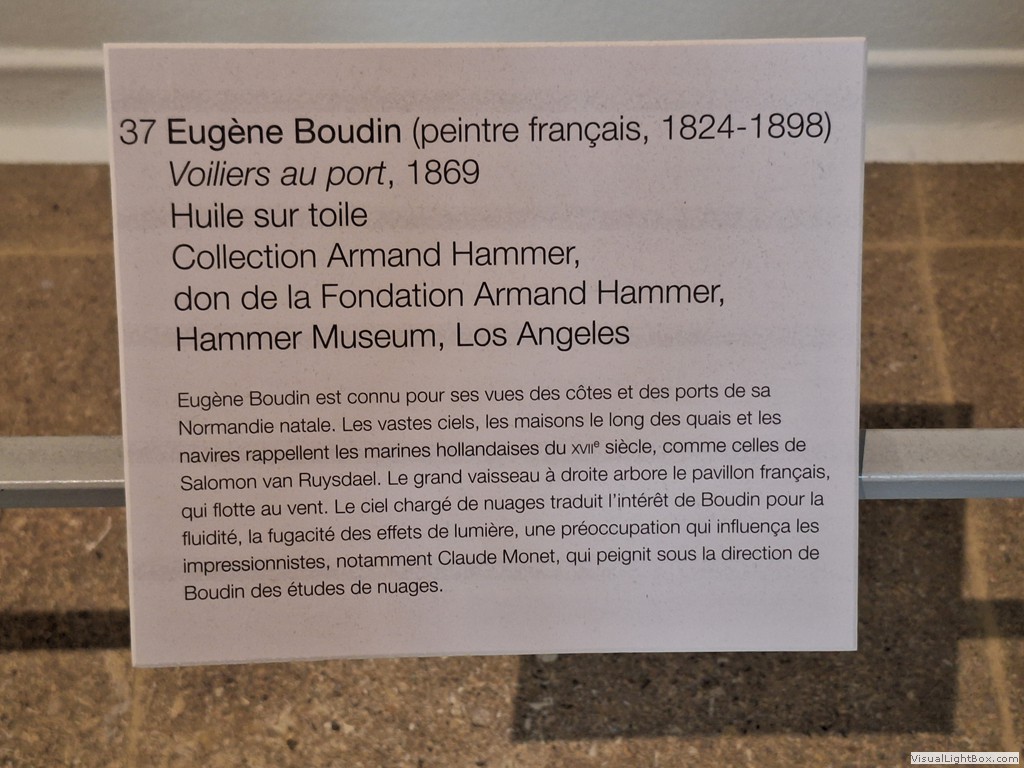 37 Eugène Boudin (peintre français, 1824-1898)
Voiliers au port, 1869
Huile sur toile
Collection Armand Hammer,
don de la Fondation Armand Hammer,
Hammer Museum, Los Angeles
Eugène Boudin est connu pour ses vues des côtes et des ports de sa
Normandie natale. Les vastes ciels, les maisons le long des quais et les
navires rappellent les marines hollandaises du XVIIe siècle, comme celles de
Salomon van Ruysdael. Le grand vaisseau à droite arbore le pavillon français,
qui flotte au vent. Le ciel chargé de nuages traduit l'intérêt de Boudin pour la
fluidité, la fugacité des effets de lumière, une préoccupation qui influença les
impressionnistes, notamment Claude Monet, qui peignit sous la direction de
Boudin des études de nuages.
VisualLightBox.com